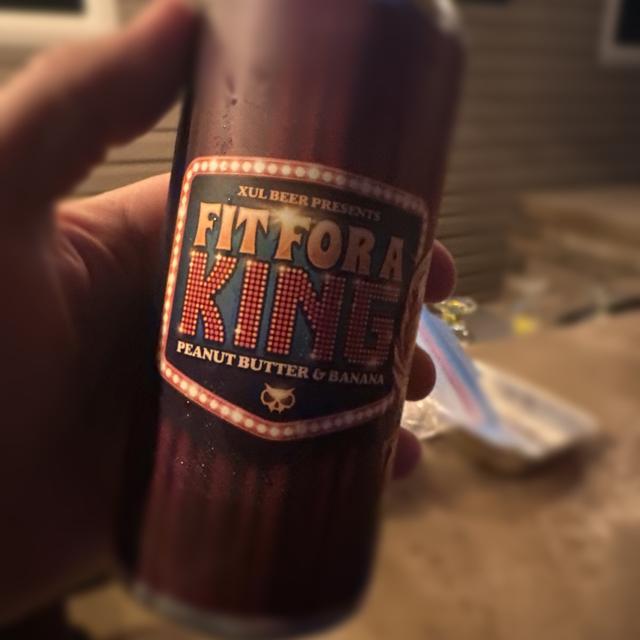 XUL BEER PRESENTS
FIT FOR A
KING
PEANUT BUTTER & BANANA